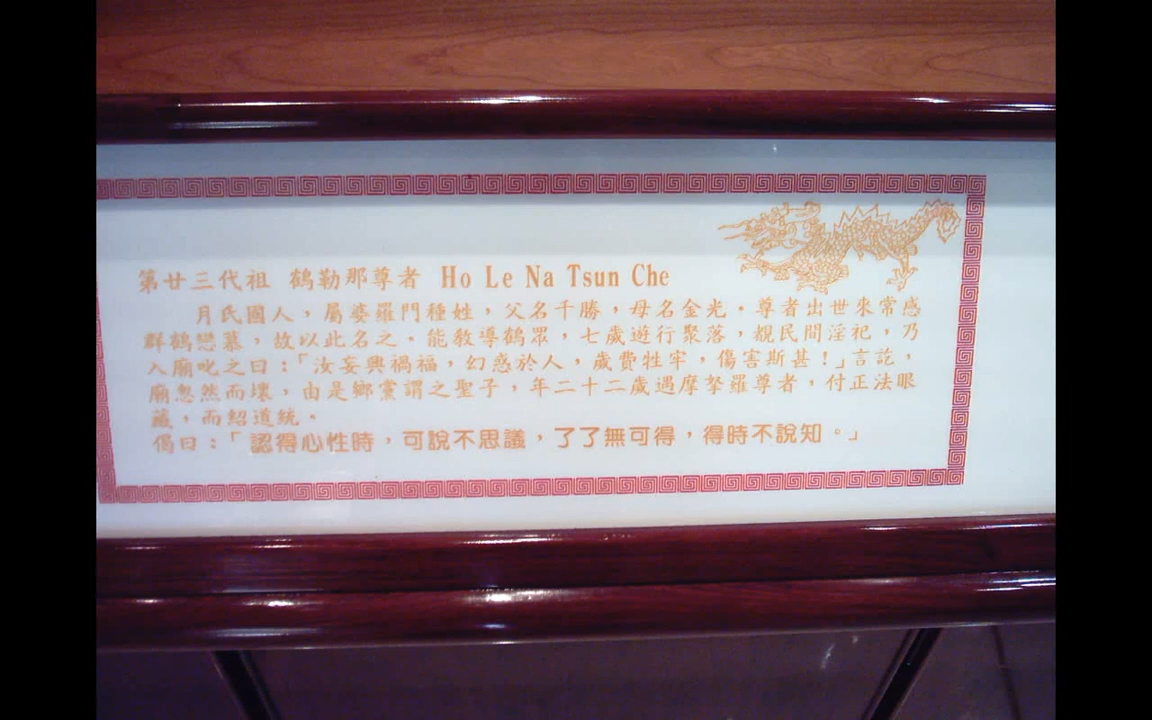 第廿三代祖 鶴勒那尊者 Ho Le Na Tsun Che
月氏國人，屬婆羅門種姓，父名千勝，母名金光。尊者出世來常感
群鶴戀慕，故以此名之。能教導鶴眾，七歲遊行聚落，覩民間淫祀，乃
入廟叱之曰：「汝妄興禍福，幻惑於人，歲費牲牢，傷害斯甚！」言訖，
廟忽然而壞，由是鄉黨謂之聖子，年二十二歲遇摩拏羅尊者，付正法眼
藏，而紹道統。
偈曰：「認得心性時，可說不思議，了了無可得，得時不說知。」